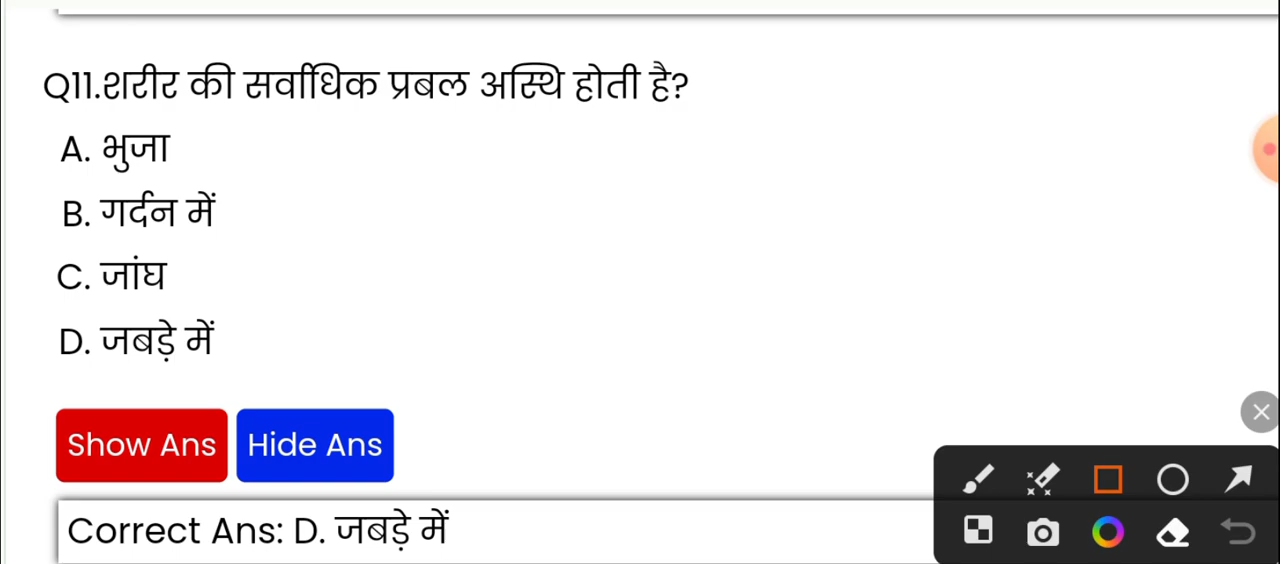 Q11.शरीर की सर्वाधिक प्रबल अस्थि होती है?
A. भुजा
B. गर्दन में
C. जांघ
D. जबड़े में
Show Ans Hide Ans
Correct Ans: D. जबड़े में